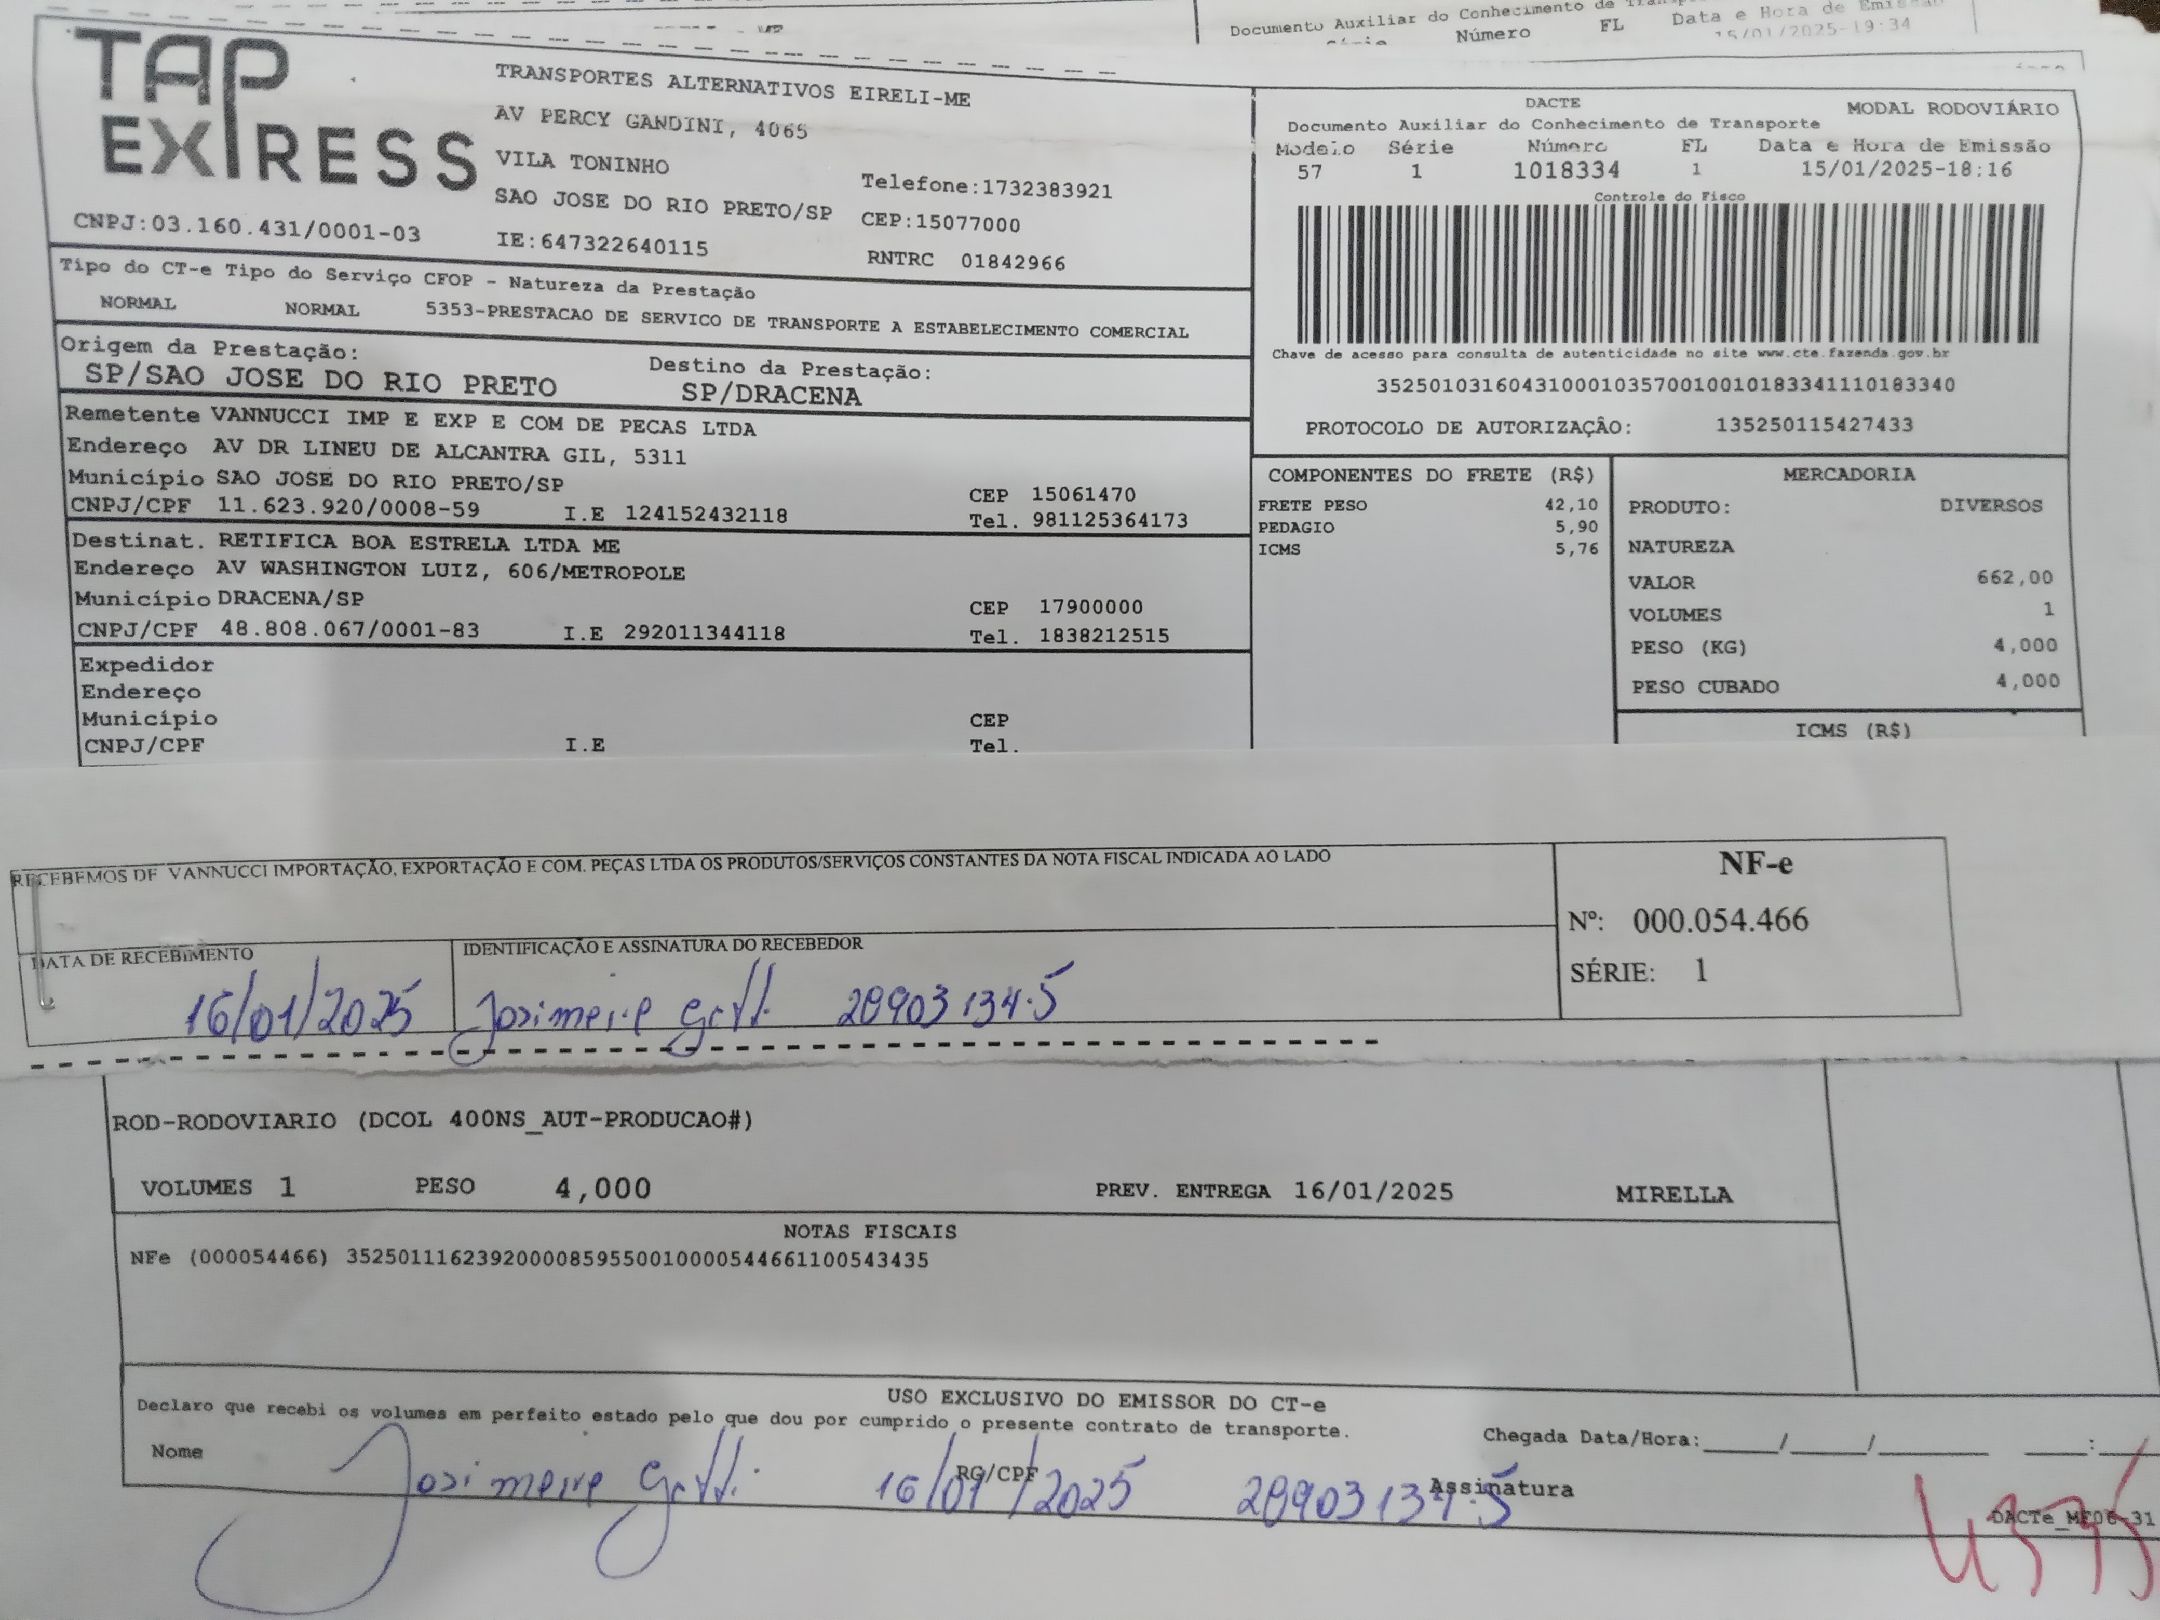 Documento Auxiliar do Conhecimento de
Número FL Data e Hora de
15/01/2025-19:34
TAP
EXPRESS
TRANSPORTES ALTERNATIVOS EIRELI-ME
AV PERCY GANDINI, 4065
VILA TONINHO
SAO JOSE DO RIO PRETO/SP
Telefone:1732383921
CEP:15077000
CNPJ:03.160.431/0001-03
IE:647322640115
RNTRC 01842966
Tipo do CT-e Tipo do Serviço CFOP - Natureza da Prestação
NORMAL NORMAL 5353-PRESTACAO DE SERVICO DE TRANSPORTE A ESTABELECIMENTO COMERCIAL
Origem da Prestação: Destino da Prestação:
SP/SAO JOSE DO RIO PRETO SP/DRACENA
Remetente VANNUCCI IMP E EXP E COM DE PECAS LTDA
Endereço AV DR LINEU DE ALCANTRA GIL, 5311
Município SAO JOSE DO RIO PRETO/SP CEP 15061470
CNPJ/CPF 11.623.920/0008-59 I.E 124152432118 Tel. 981125364173
Destinat. RETIFICA BOA ESTRELA LTDA ME
Endereço AV WASHINGTON LUIZ, 606/METROPOLE
Município DRACENA/SP CEP 17900000
CNPJ/CPF 48.808.067/0001-83 I.E 292011344118 Tel. 1838212515
Expedidor
Endereço
Município CEP
CNPJ/CPF I.E Tel.
DACTE MODAL RODOVIÁRIO
Documento Auxiliar do Conhecimento de Transporte
Modelo Série Número FL Data e Hora de Emissão
57 1 1018334 1 15/01/2025-18:16
Controle do Fisco
Chave de acesso para consulta de autenticidade no site www.cte.fazenda.gov.br
35250103160431000103570010010183341110183340
PROTOCOLO DE AUTORIZAÇÃO: 135250115427433
COMPONENTES DO FRETE (R$)
FRETE PESO 42,10
PEDAGIO 5,90
ICMS 5,76
MERCADORIA
PRODUTO: DIVERSOS
NATUREZA
VALOR 662,00
VOLUMES 1
PESO (KG) 4,000
PESO CUBADO 4,000
ICMS (R$)
RECEBEMOS DE VANNUCCI IMPORTAÇÃO, EXPORTAÇÃO E COM. PEÇAS LTDA OS PRODUTOS/SERVIÇOS CONSTANTES DA NOTA FISCAL INDICADA AO LADO
DATA DE RECEBIMENTO IDENTIFICAÇÃO E ASSINATURA DO RECEBEDOR
16/01/2025 Josimeire 28903134-5
NF-e
Nº: 000.054.466
SÉRIE: 1
ROD-RODOVIARIO (DCOL 400NS_AUT-PRODUCAO#)
VOLUMES 1 PESO 4,000 PREV. ENTREGA 16/01/2025 MIRELLA
NOTAS FISCAIS
NFe (000054466) 35250111623920000859550010000544661100543435
USO EXCLUSIVO DO EMISSOR DO CT-e
Declaro que recebi os volumes em perfeito estado pelo que dou por cumprido o presente contrato de transporte.
Chegada Data/Hora:_____/_____/_______ ____:____
Nome RG/CPF Assinatura
Josimeire 16/01/2025 28903134-5